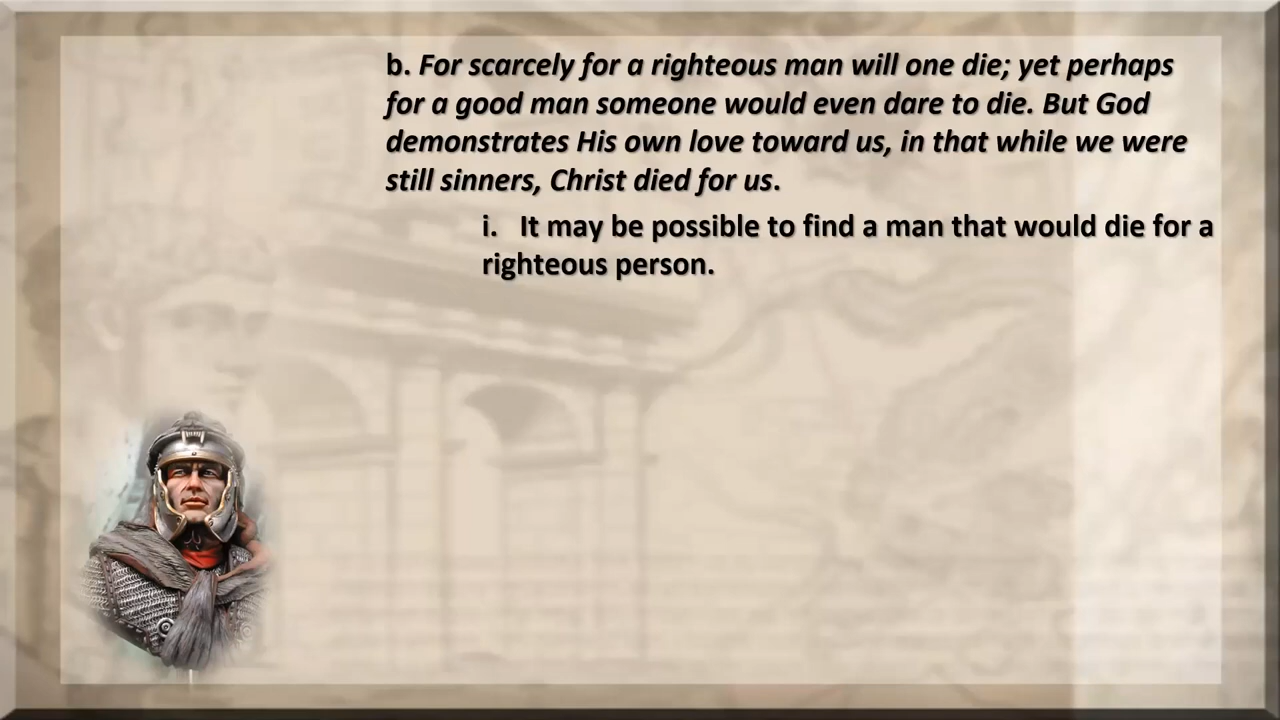 b. For scarcely for a righteous man will one die; yet perhaps
for a good man someone would even dare to die. But God
demonstrates His own love toward us, in that while we were
still sinners, Christ died for us.
i. It may be possible to find a man that would die for a
righteous person.